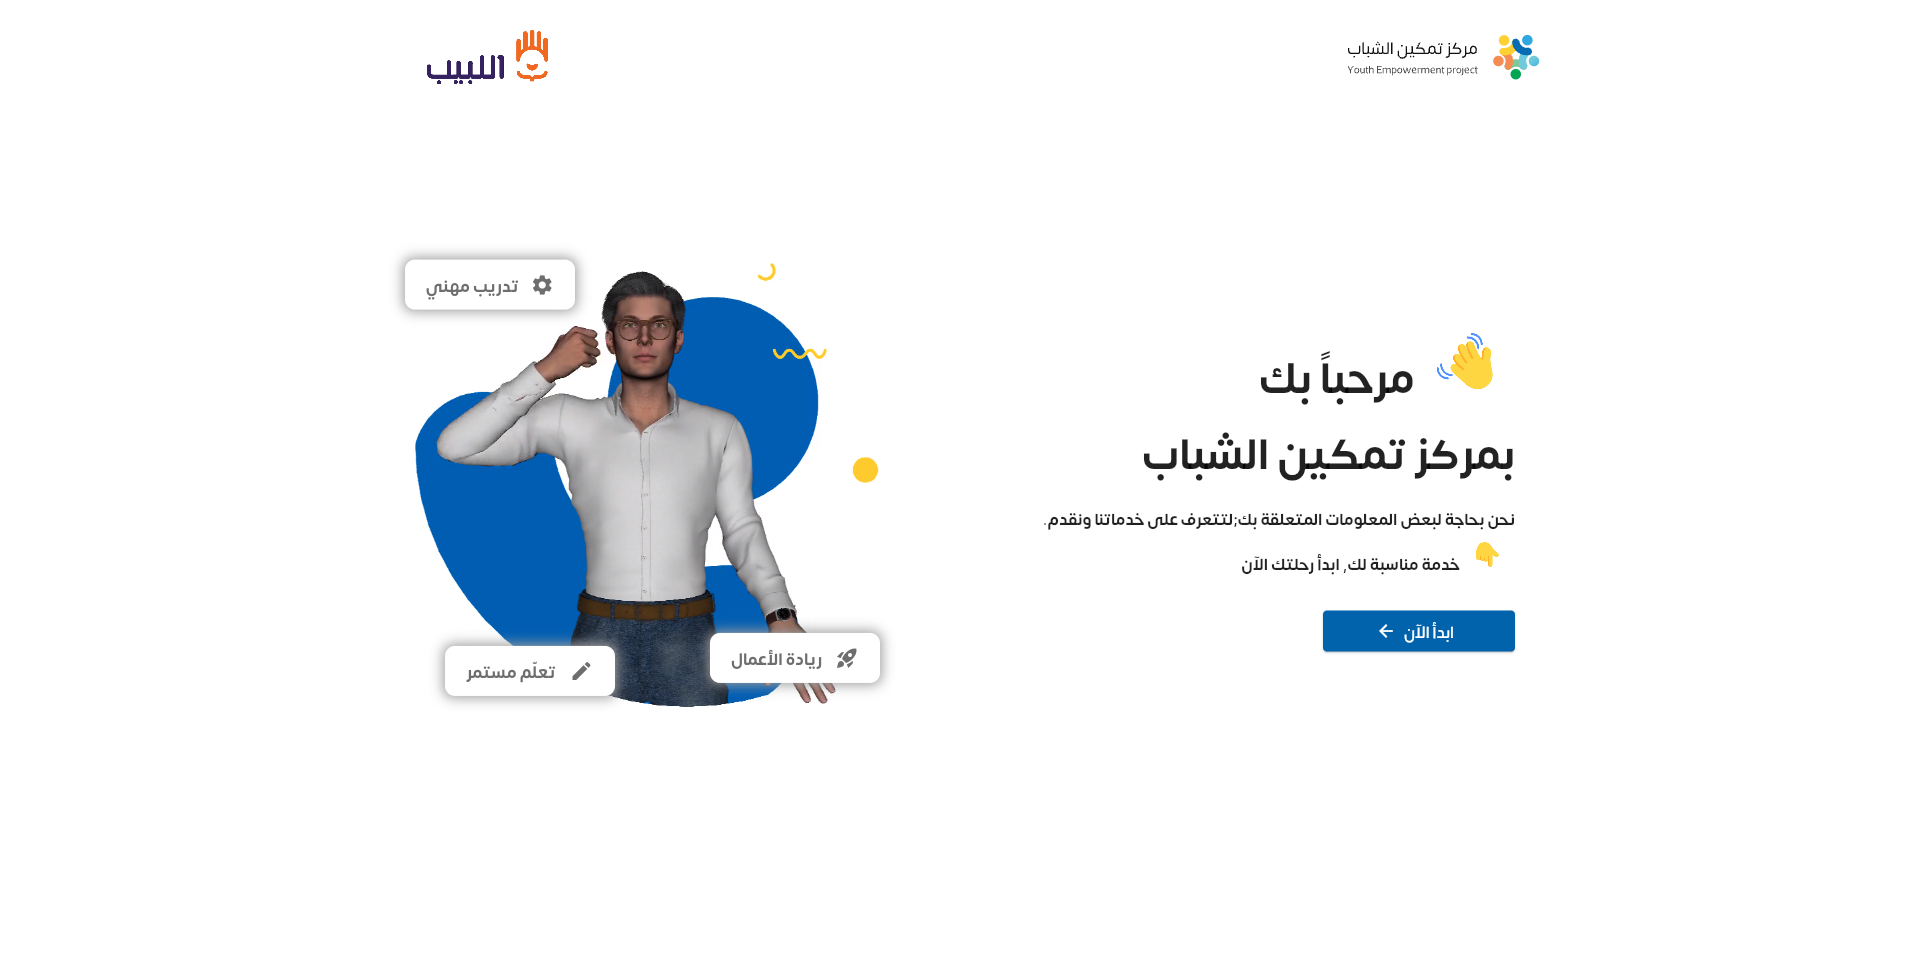 مركز تمكين الشباب
Youth Empowerment project
اللبيب
مرحباً بك
بمركز تمكين الشباب
نحن بحاجة لبعض المعلومات المتعلقة بك;لتتعرف على خدماتنا ونقدم.
خدمة مناسبة لك, ابدأ رحلتك الآن
ابدأ الآن
تدريب مهني
ريادة الأعمال
تعلّم مستمر